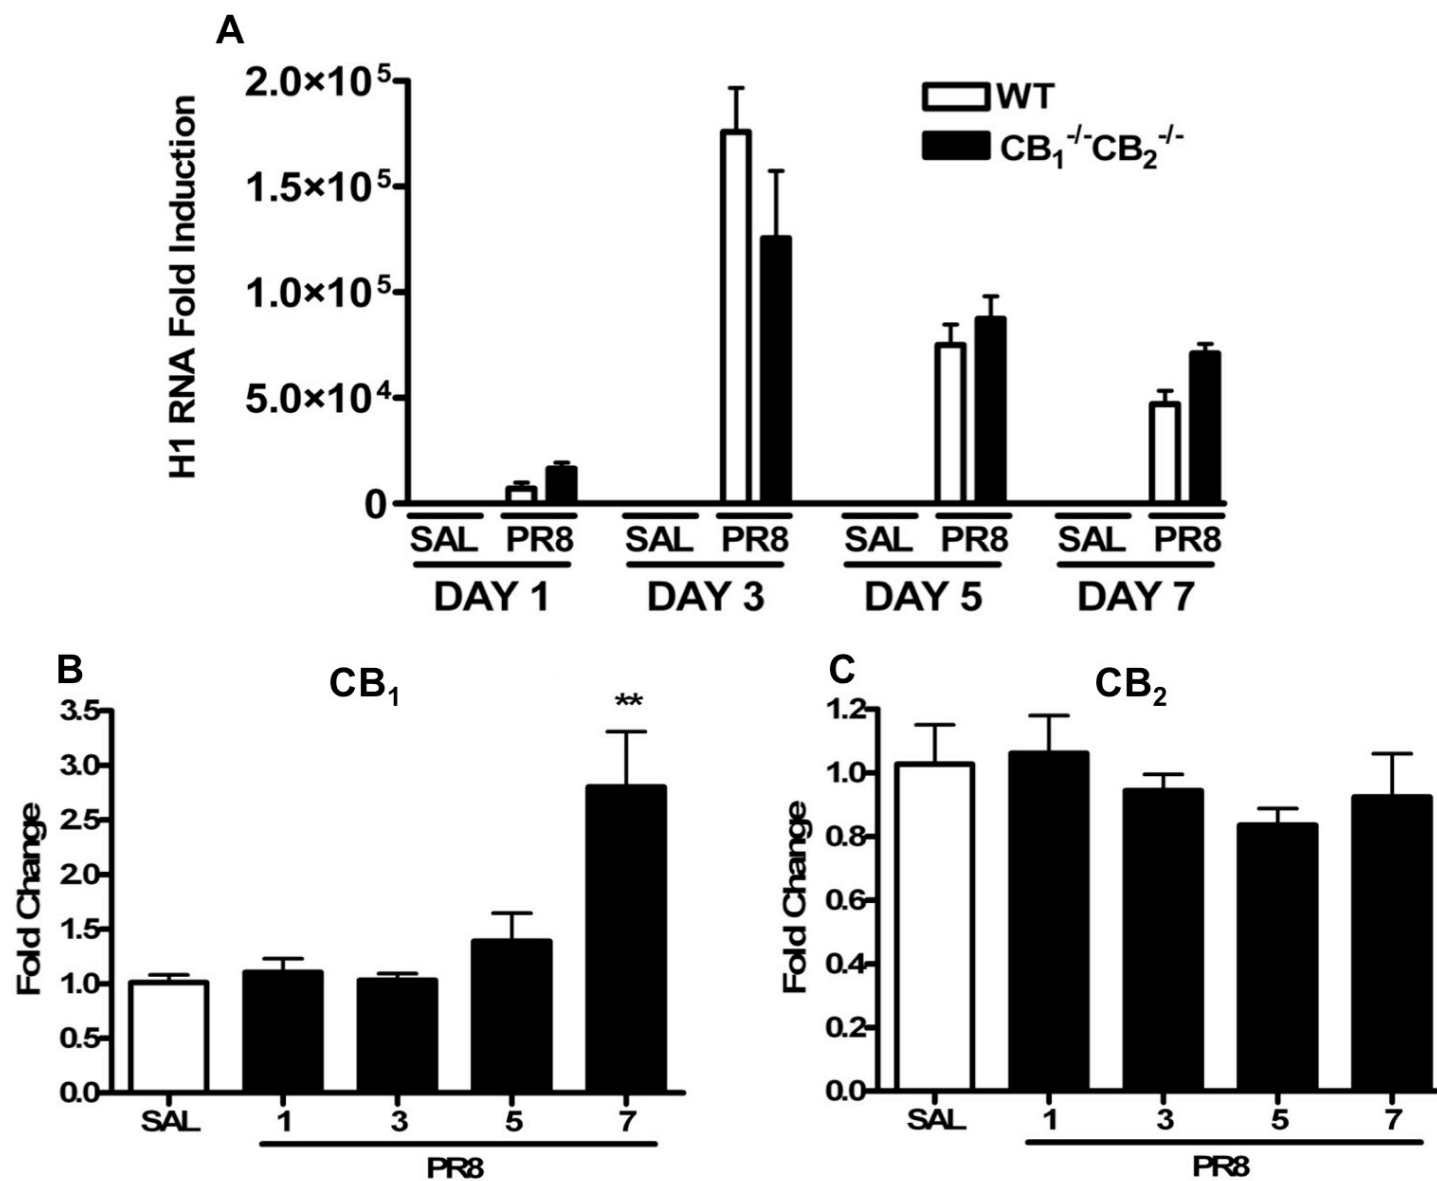 A
H1 RNA Fold Induction
2.0×10⁵
1.5×10⁵
1.0×10⁵
5.0×10⁴
0
WT
CB₁⁻/⁻CB₂⁻/⁻
SAL PR8 SAL PR8 SAL PR8 SAL PR8
DAY 1 DAY 3 DAY 5 DAY 7
B
CB₁
Fold Change
3.5
3.0
2.5
2.0
1.5
1.0
0.5
0.0
**
SAL 1 3 5 7
PR8
C
CB₂
Fold Change
1.2
1.0
0.8
0.6
0.4
0.2
0.0
SAL 1 3 5 7
PR8